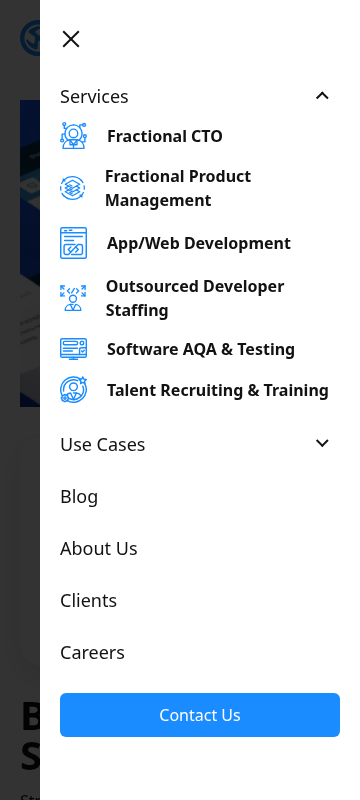 Services
Fractional CTO
Fractional Product
Management
App/Web Development
Outsourced Developer
Staffing
Software AQA & Testing
Talent Recruiting & Training
Use Cases
Blog
About Us
Clients
Careers
Contact Us